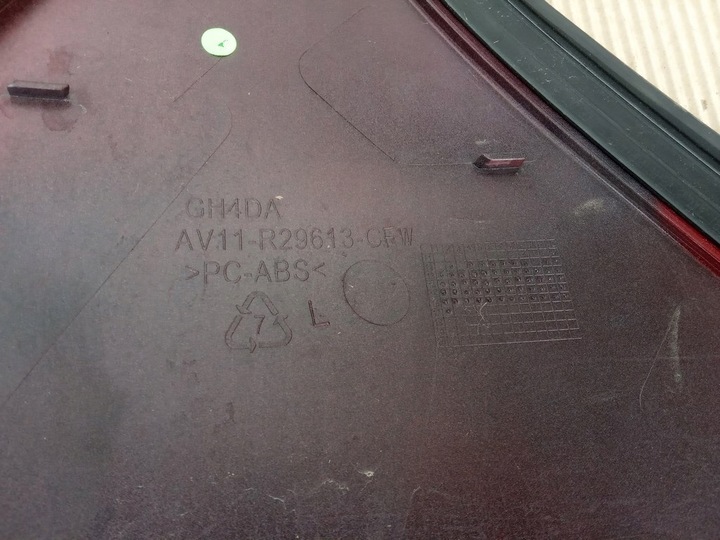 GH4DA
AV11-R29613-CFW
>PC-ABS<
7
L